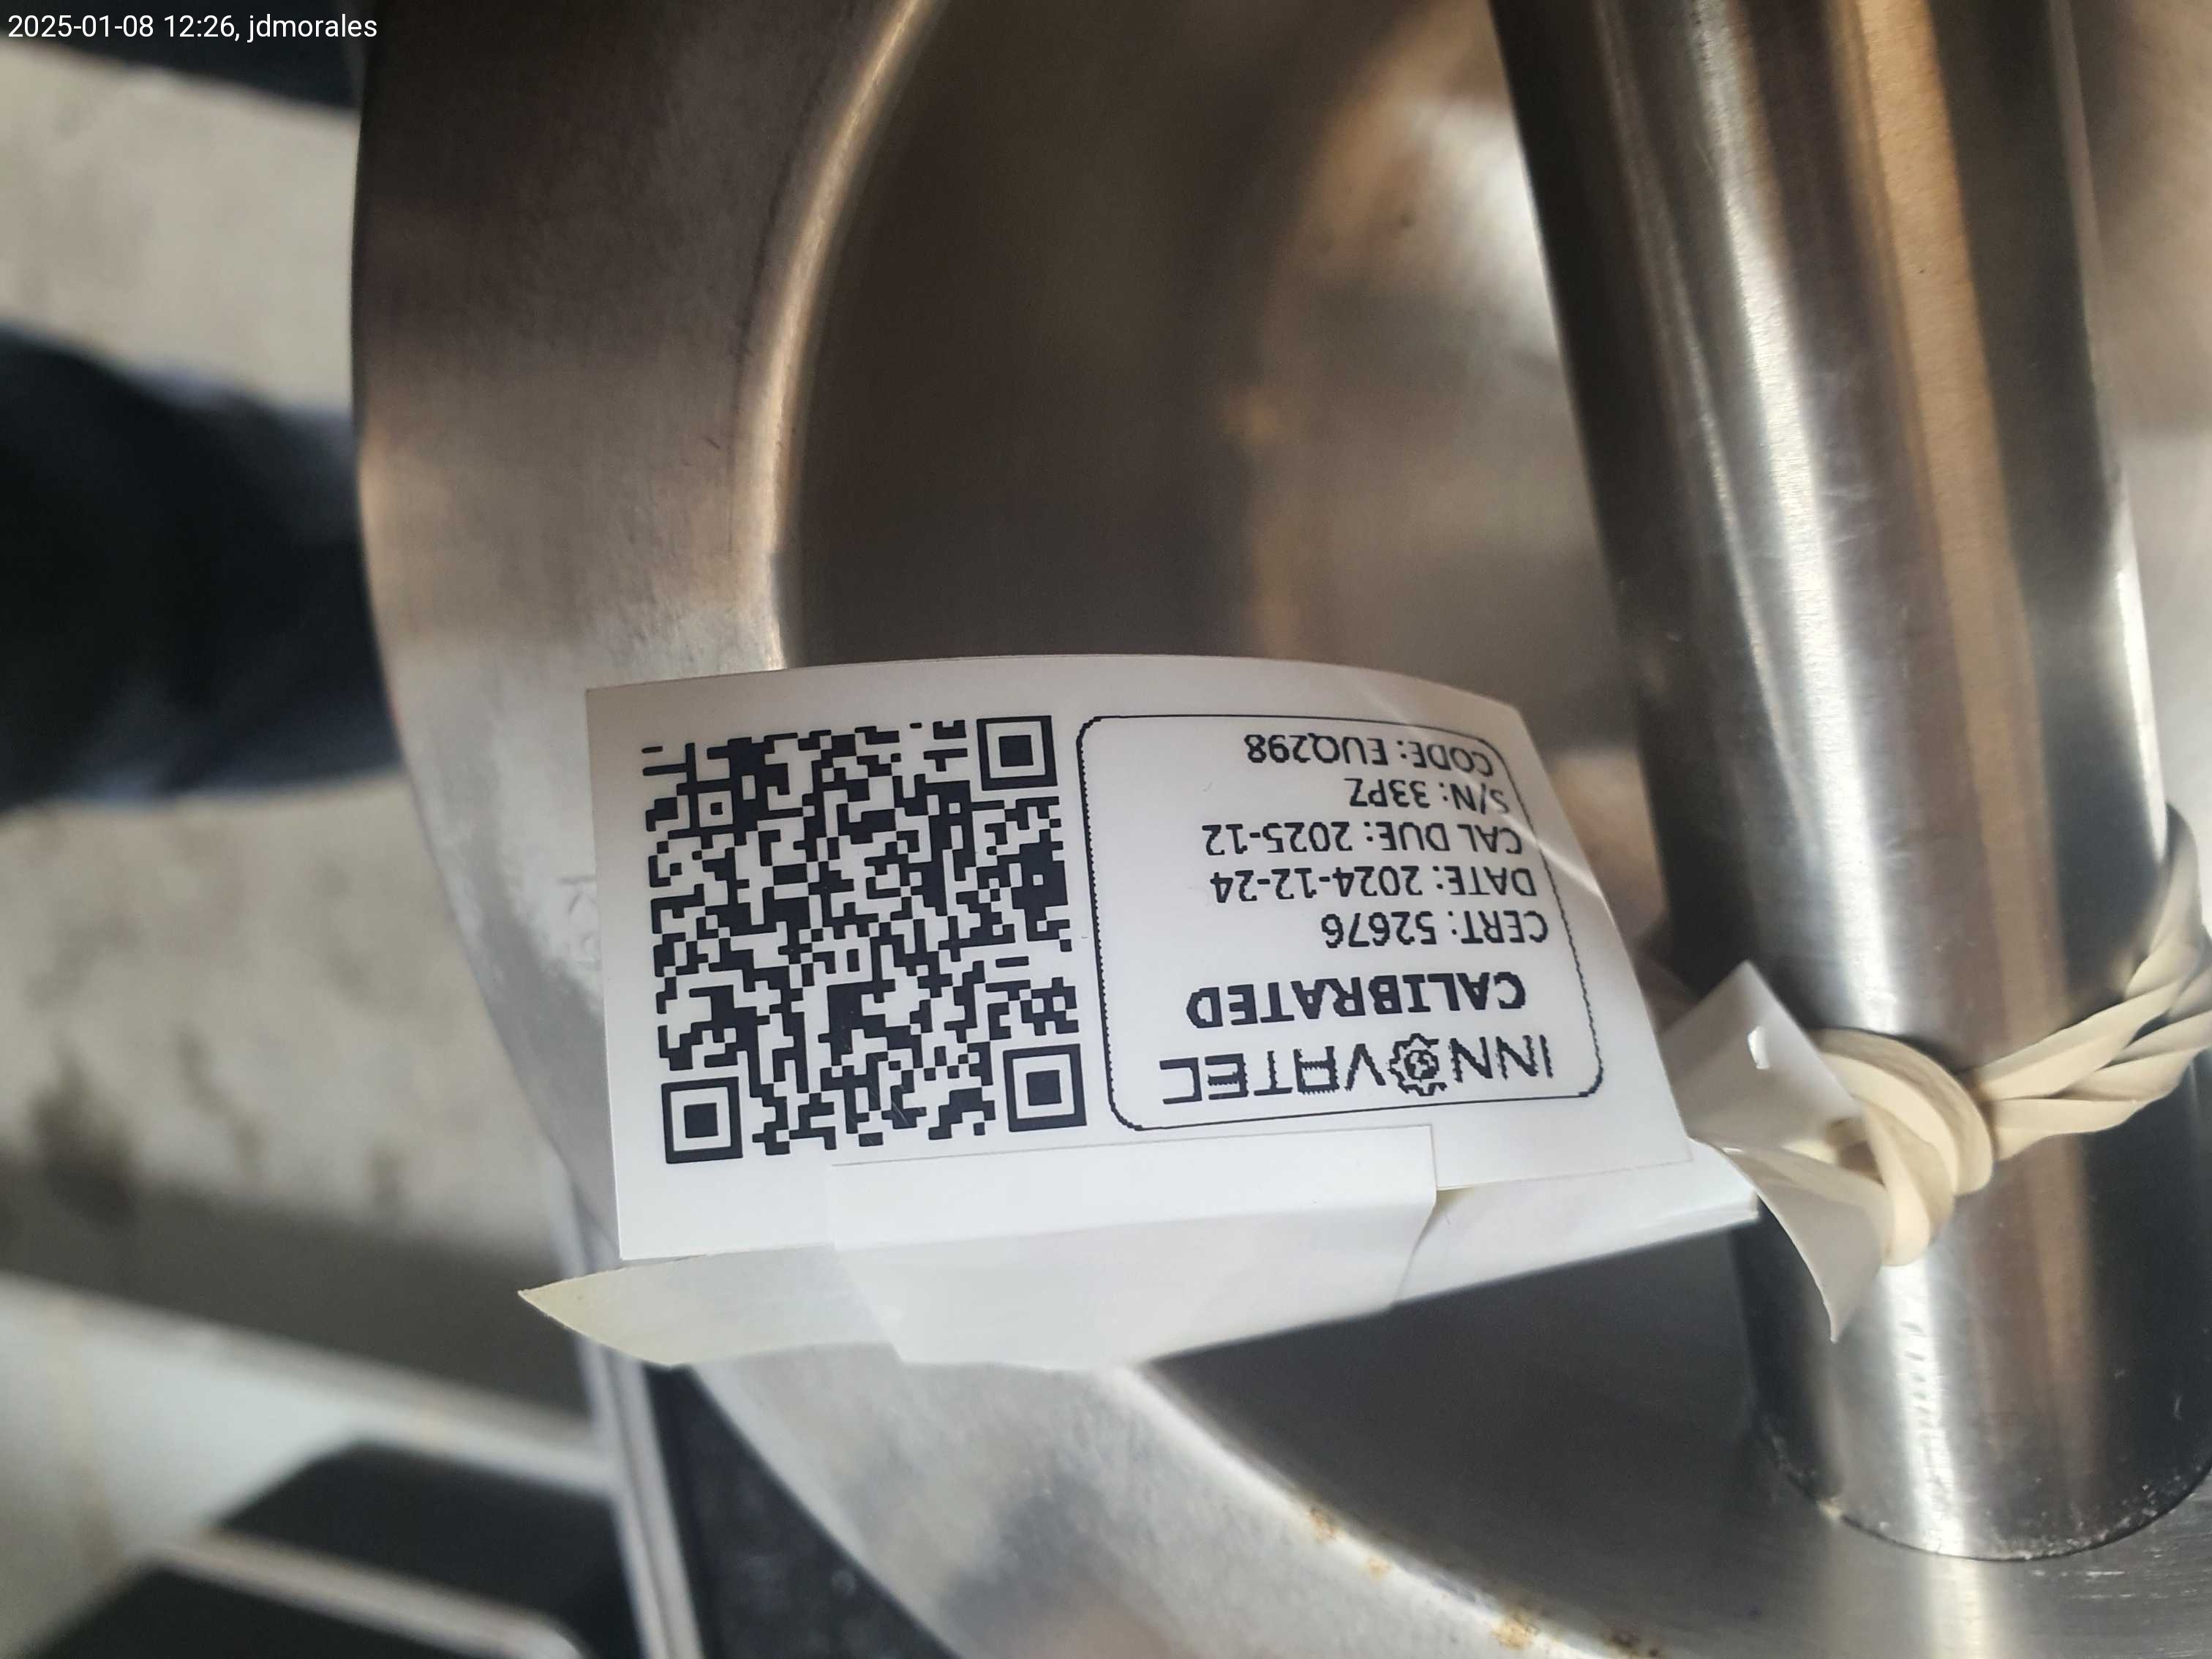 2025-01-08 12:26, jdmorales
INNOVATEC
CALIBRATED
CERT: 52676
DATE: 2024-12-24
CAL DUE: 2025-12
S/N: 33PZ
CODE: EUQ298